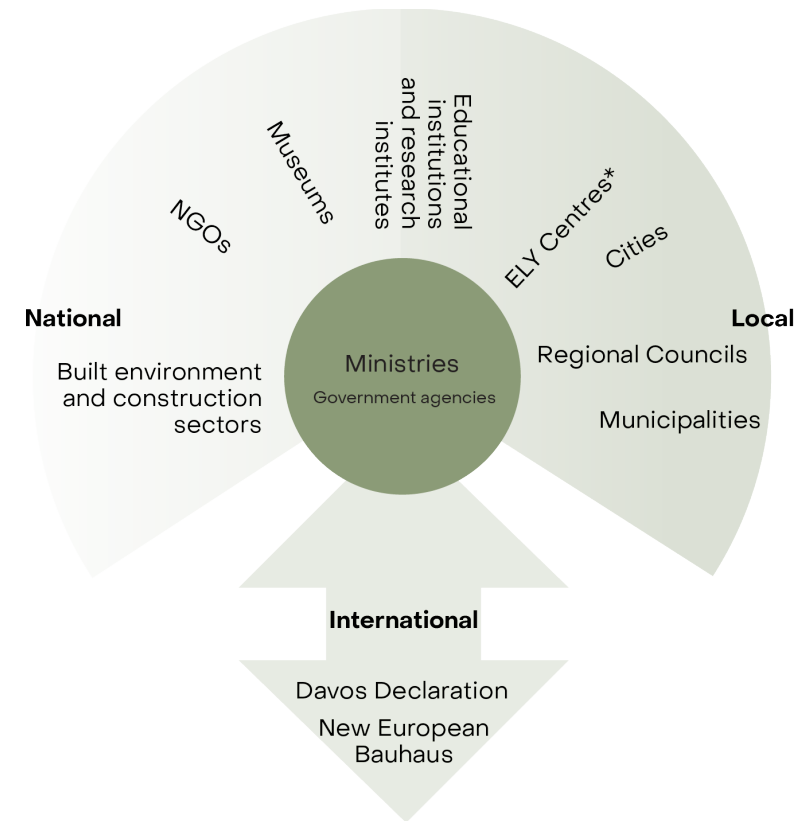 Educational
institutions
and research
institutes
Museums
NGOs
ELY Centres*
Cities
National
Local
Built environment
and construction
sectors
Ministries
Government agencies
Regional Councils
Municipalities
International
Davos Declaration
New European
Bauhaus